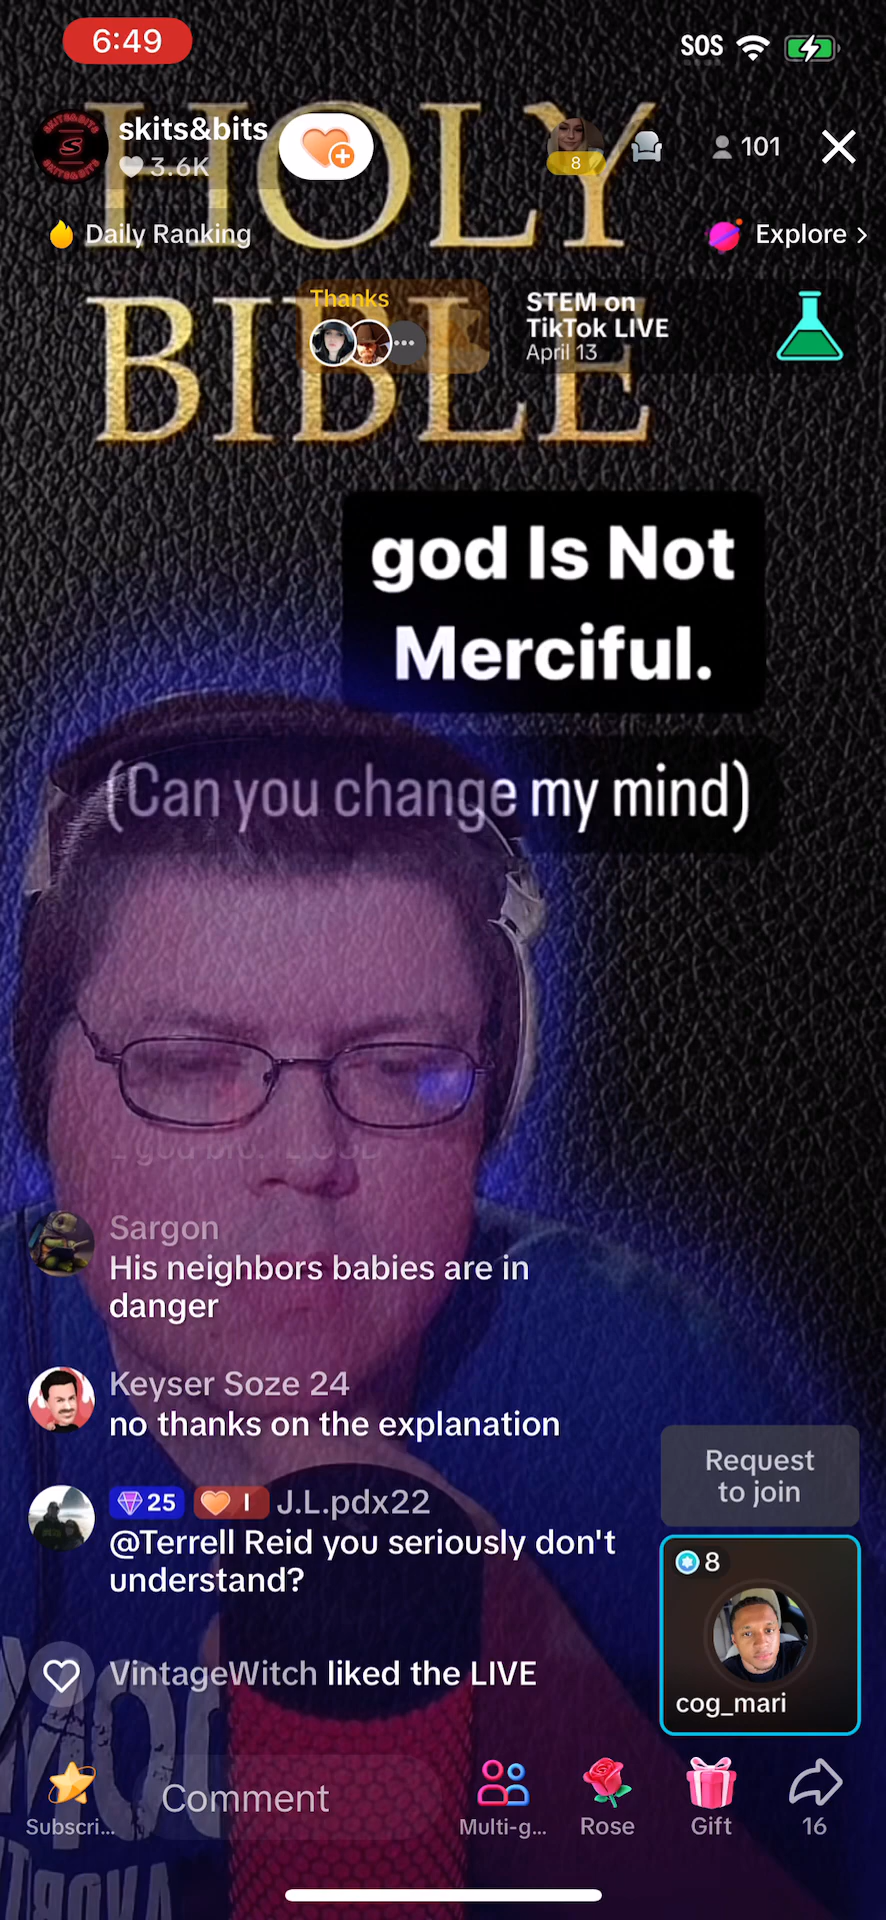 6:49
SOS
HOLY
skits&bits
3.6K
8
101
Daily Ranking
Explore >
BIBLE
Thanks
STEM on
TikTok LIVE
April 13
god Is Not
Merciful.
(Can you change my mind)
Sargon
His neighbors babies are in
danger
Keyser Soze 24
no thanks on the explanation
25 I J.L.pdx22
@Terrell Reid you seriously don't
understand?
VintageWitch liked the LIVE
Request
to join
8
cog_mari
Comment
Subscri...
Multi-g...
Rose
Gift
16